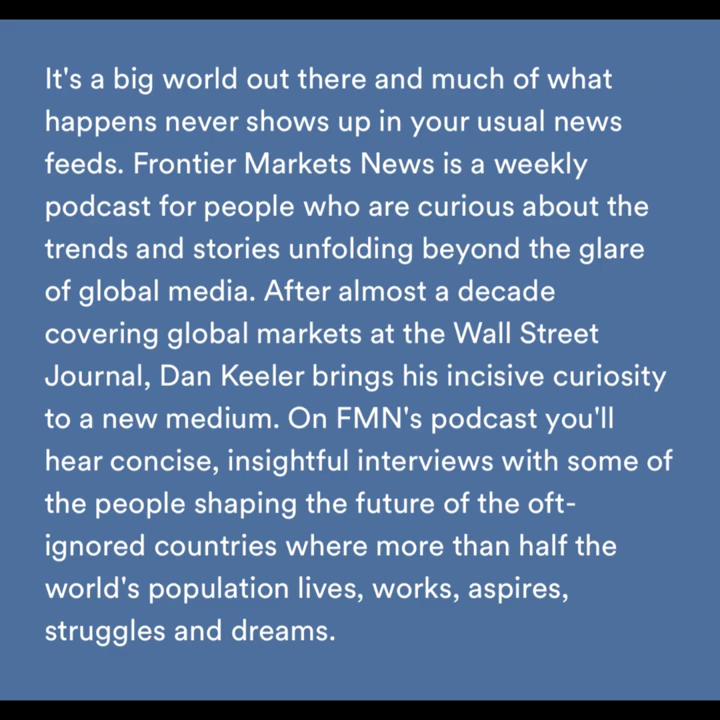 It's a big world out there and much of what
happens never shows up in your usual news
feeds. Frontier Markets News is a weekly
podcast for people who are curious about the
trends and stories unfolding beyond the glare
of global media. After almost a decade
covering global markets at the Wall Street
Journal, Dan Keeler brings his incisive curiosity
to a new medium. On FMN's podcast you'll
hear concise, insightful interviews with some of
the people shaping the future of the oft-
ignored countries where more than half the
world's population lives, works, aspires,
struggles and dreams.